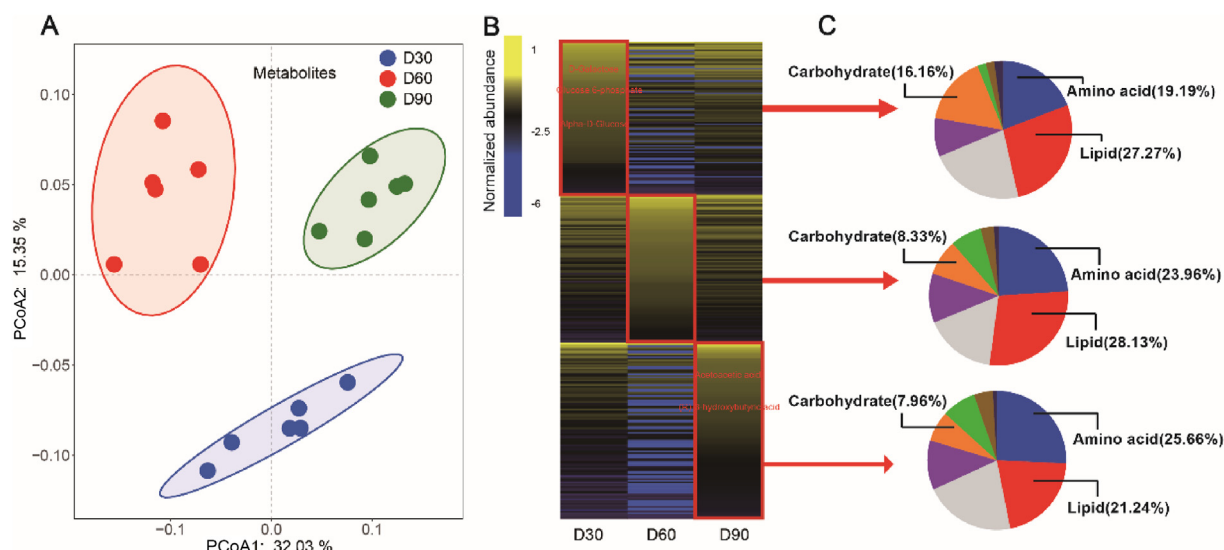 A
B
C
D30
D60
D90
Metabolites
0.10
0.05
0.00
−0.05
−0.10
−0.1
0.0
0.1
PCoA2: 15.35 %
PCoA1: 32.03 %
Normalized abundance
1
-2.5
-6
Glucose 6-phosphate
Alpha-D-Glucose
D30
D60
D90
Carbohydrate(16.16%)
Amino acid(19.19%)
Lipid(27.27%)
Carbohydrate(8.33%)
Amino acid(23.96%)
Lipid(28.13%)
Carbohydrate(7.96%)
Amino acid(25.66%)
Lipid(21.24%)